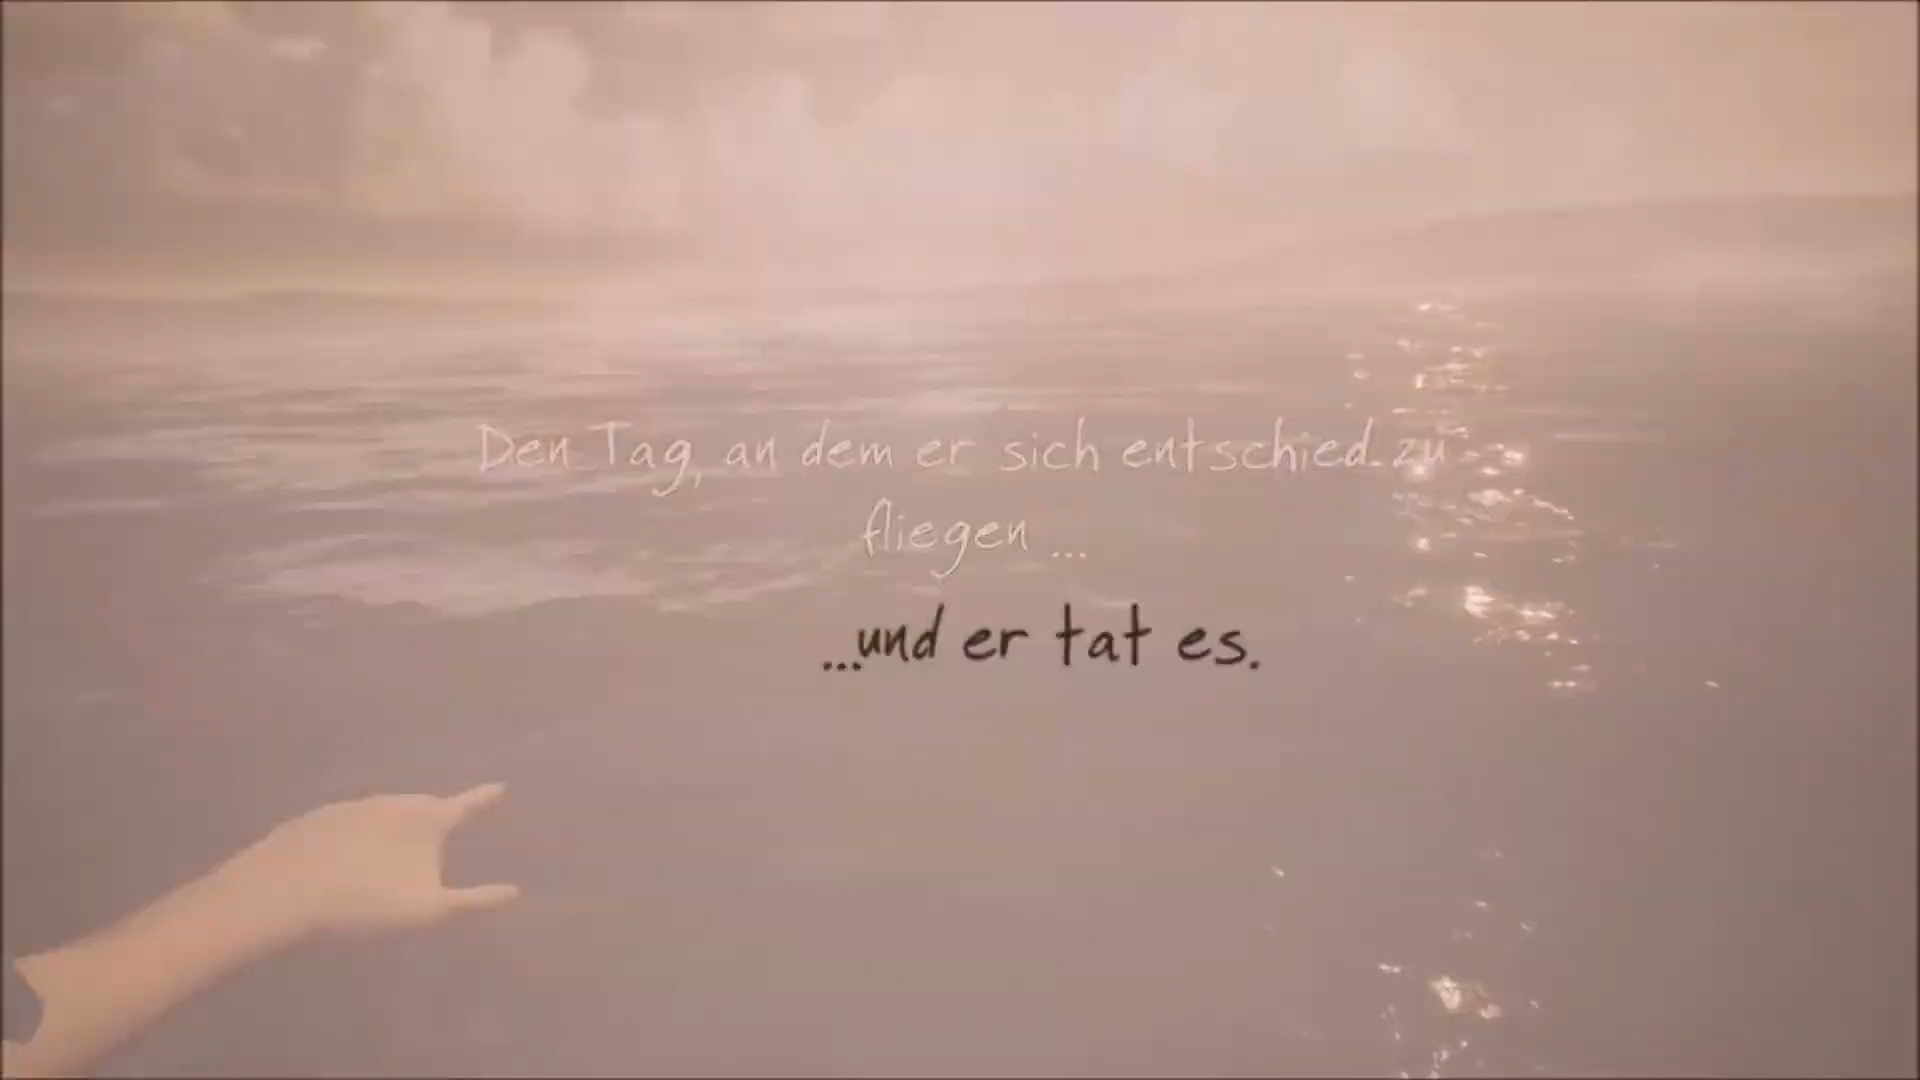 Den Tag, an dem er sich entschied zu
fliegen ...
...und er tat es.